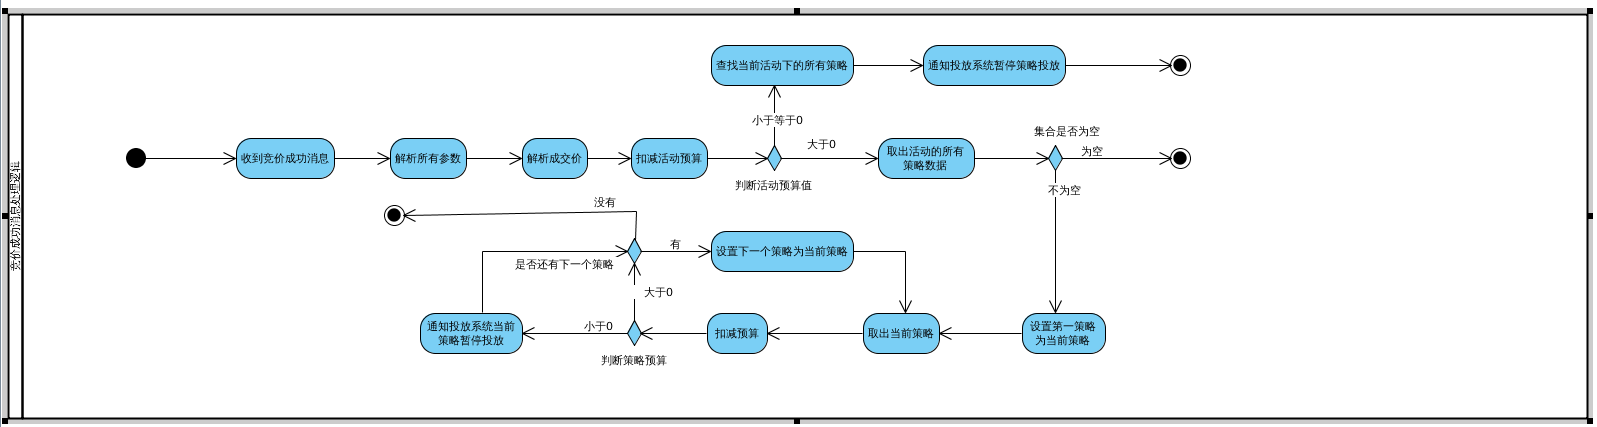 竞价成功消息处理逻辑
查找当前活动下的所有策略
通知投放系统暂停策略投放
小于等于0
收到竞价成功消息
解析所有参数
解析成交价
扣减活动预算
大于0
判断活动预算值
取出活动的所有
策略数据
集合是否为空
为空
不为空
没有
是否还有下一个策略
有
设置下一个策略为当前策略
大于0
通知投放系统当前
策略暂停投放
小于0
判断策略预算
扣减预算
取出当前策略
设置第一策略
为当前策略